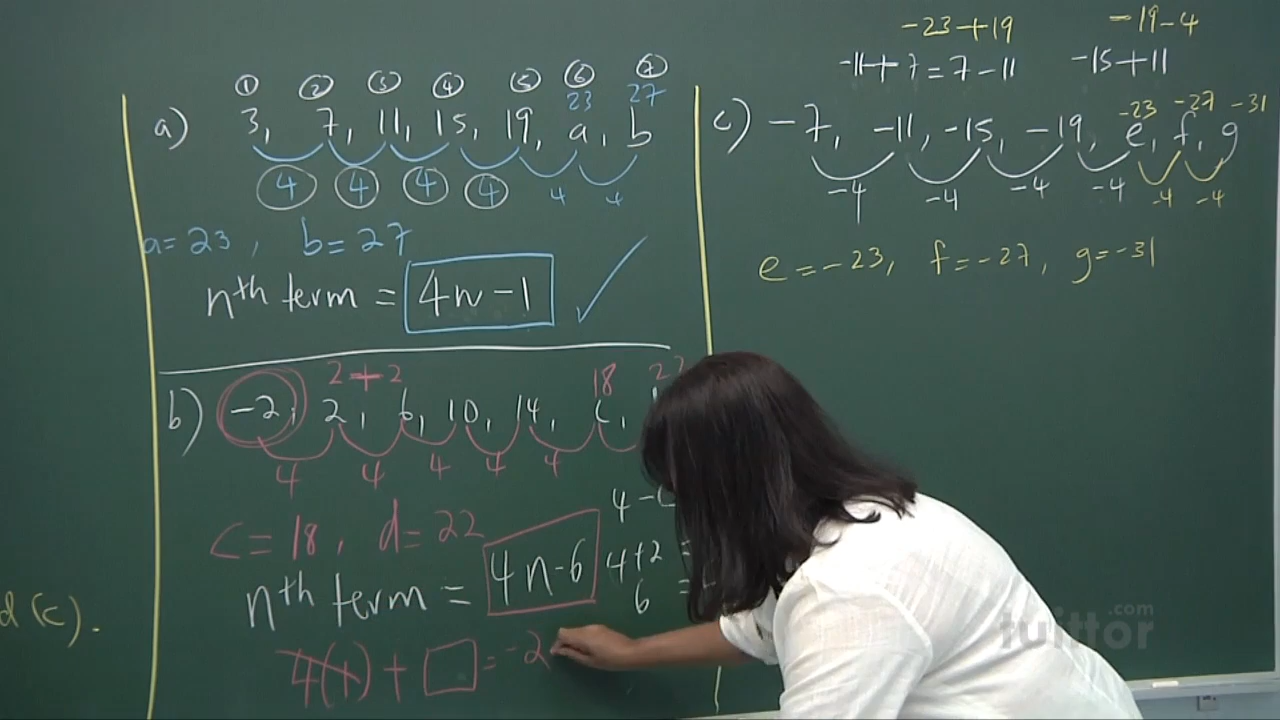 ① ② ③ ④ ⑤ ⑥ ⑦
23 27
a) 3, 7, 11, 15, 19, a, b
4 4 4 4 4 4
a = 23, b = 27
nth term = 4n - 1
b) -2, 2, 6, 10, 14, c,
2 + 2
18
4 4 4 4 4
c = 18, d = 22
nth term = 4n - 6
4(1) + □ = -2
4 -
4 + 2 =
6 =
d (c).
-23 + 19 -19 - 4
-11 + 7 = 7 - 11 -15 + 11
-23 -27 -31
c) -7, -11, -15, -19, e, f, g
-4 -4 -4 -4 -4 -4
e = -23, f = -27, g = -31
tuittor.com